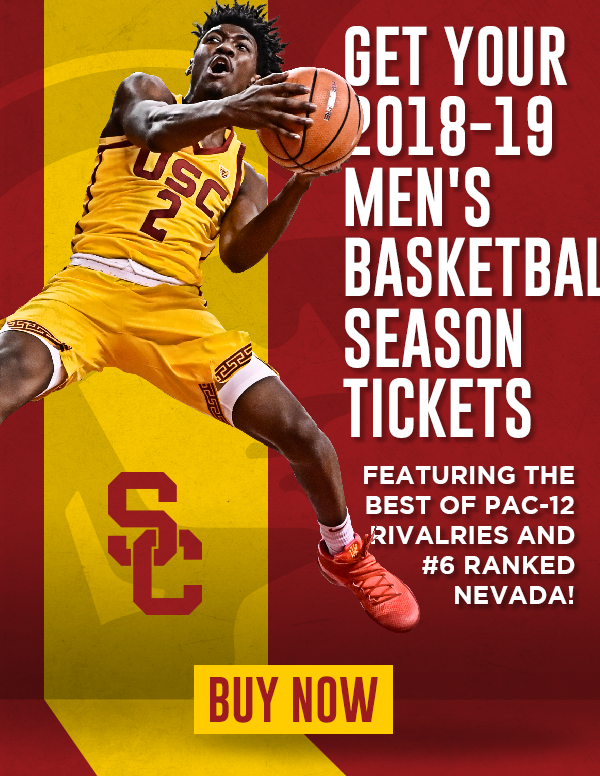 GET YOUR
2018-19
MEN'S
BASKETBAL
SEASON
TICKETS
USC
2
FEATURING THE
BEST OF PAC-12
RIVALRIES AND
#6 RANKED
NEVADA!
SC
BUY NOW